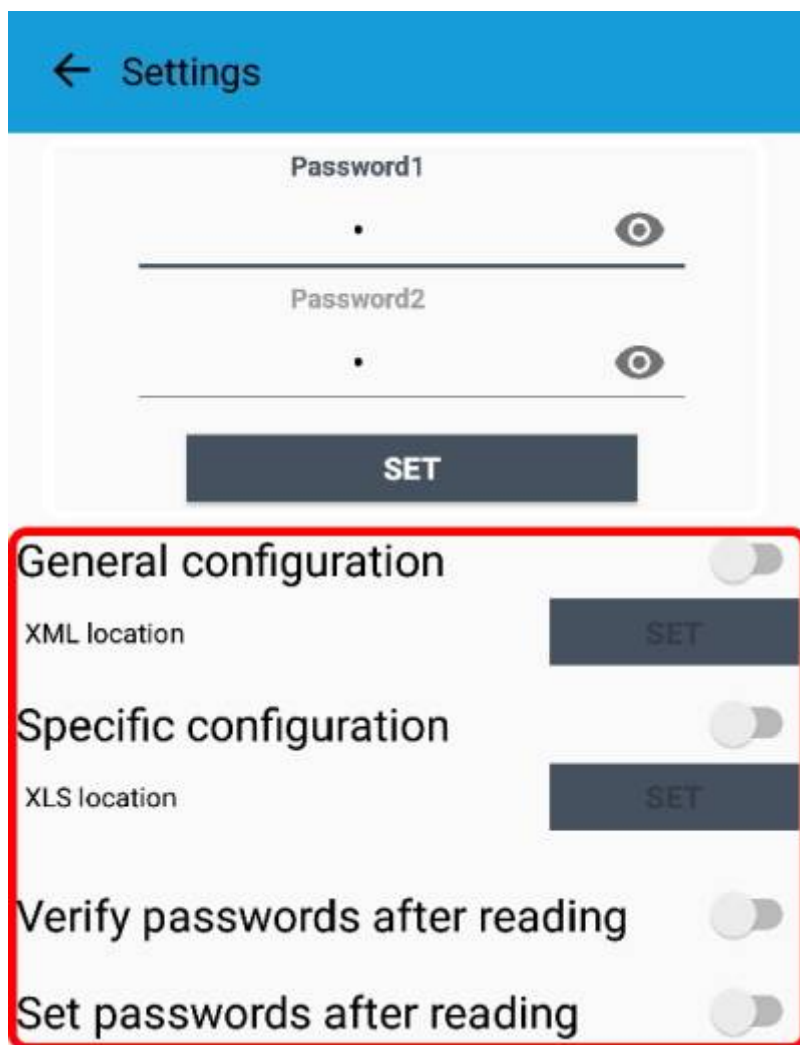 Settings
Password1
•
Password2
•
SET
General configuration
XML location
SET
Specific configuration
XLS location
SET
Verify passwords after reading
Set passwords after reading